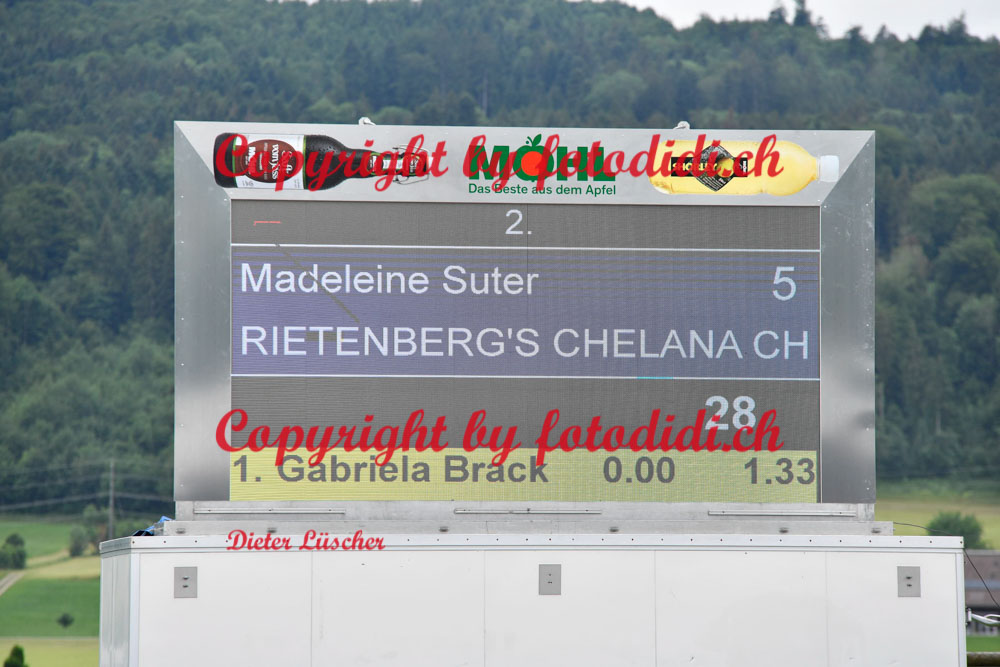 Copyright by fotodidi.ch
MÖHL
Das Beste aus dem Apfel
2.
Madeleine Suter 5
RIETENBERG'S CHELANA CH
28
Copyright by fotodidi.ch
1. Gabriela Brack 0.00 1.33
Dieter Lüscher